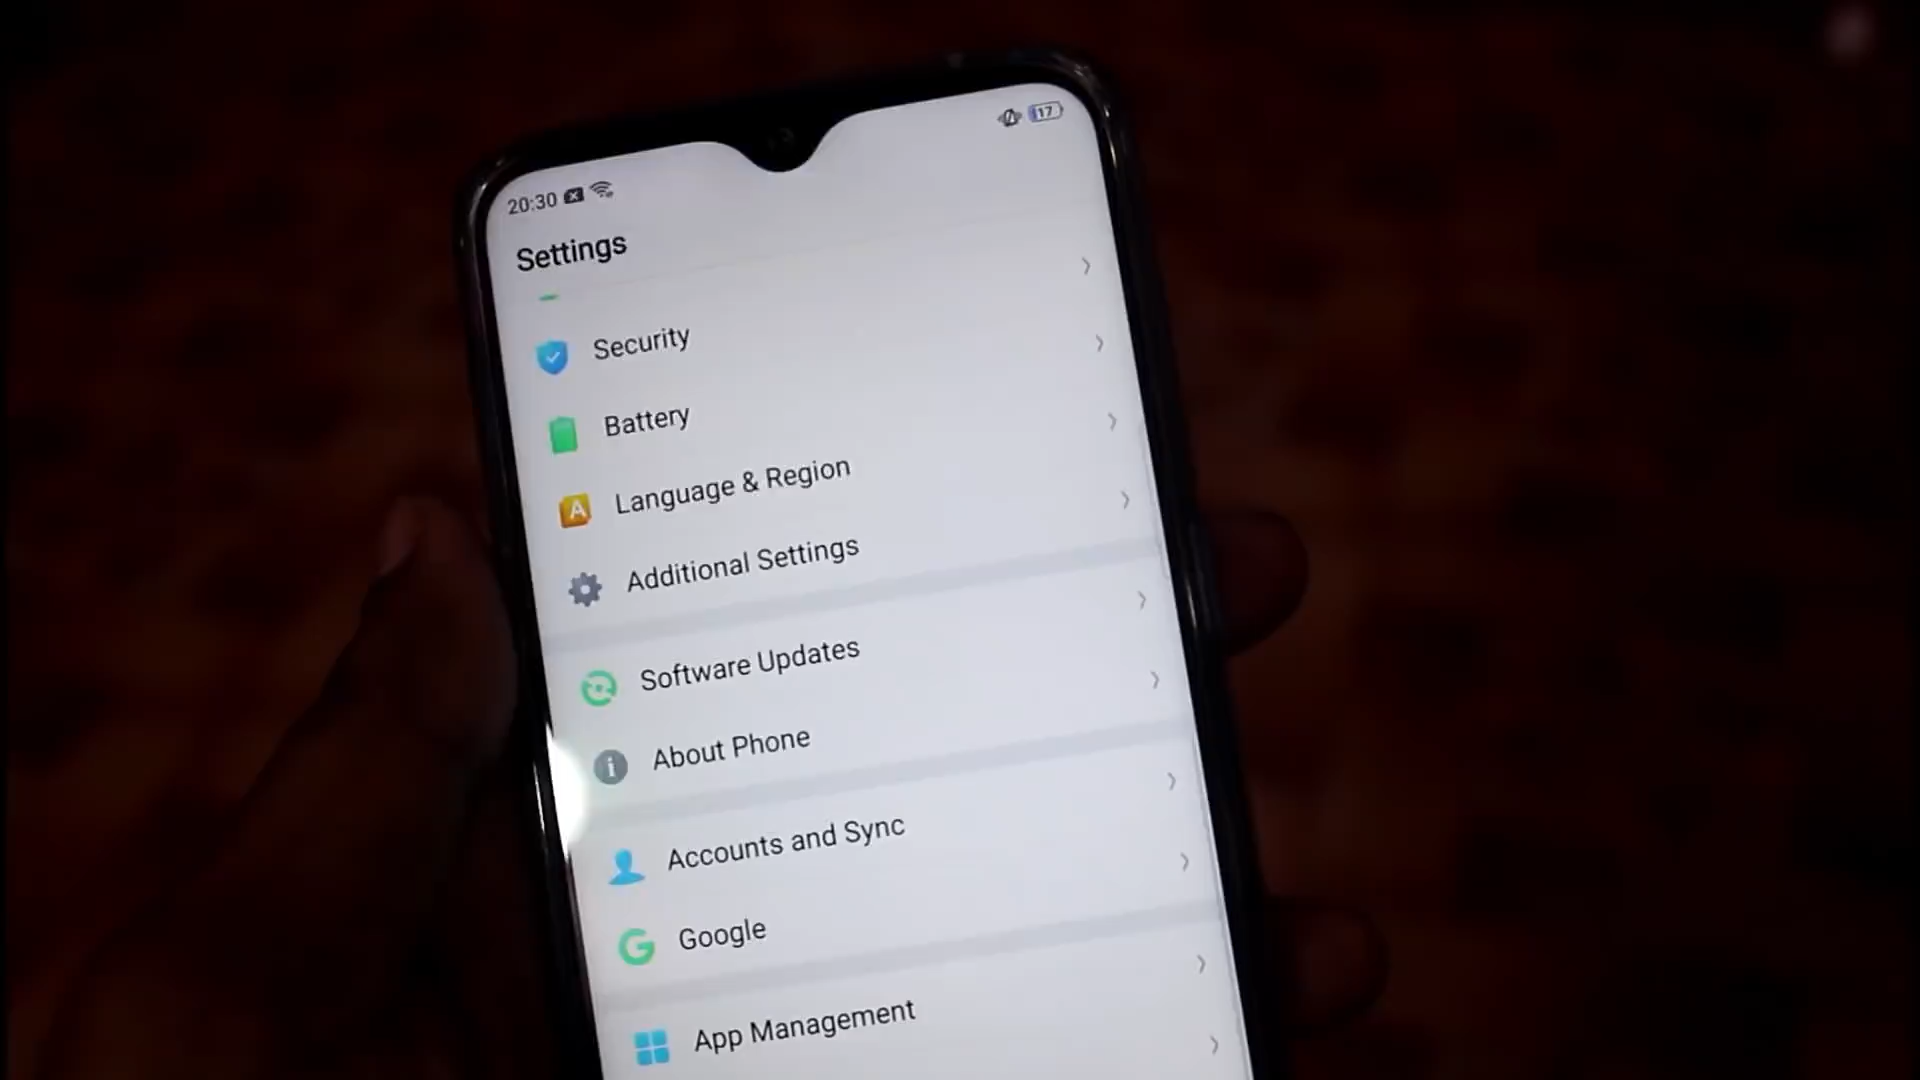 20:30
17
Settings
Security
Battery
Language & Region
Additional Settings
Software Updates
About Phone
Accounts and Sync
Google
App Management